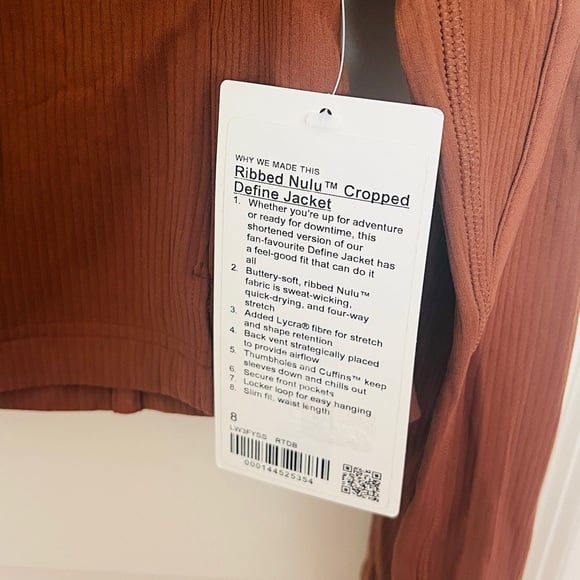 WHY WE MADE THIS
Ribbed Nulu™ Cropped
Define Jacket
1. Whether you're up for adventure
or ready for downtime, this
shortened version of our
fan-favourite Define Jacket has
a feel-good fit that can do it
all
2. Buttery-soft, ribbed Nulu™
fabric is sweat-wicking,
quick-drying, and four-way
stretch
3. Added Lycra® fibre for stretch
and shape retention
4. Back vent strategically placed
to provide airflow
5. Thumbholes and Cuffins™ keep
sleeves down and chills out
6. Secure front pockets
7. Locker loop for easy hanging
8. Slim fit, waist length
8
LW3FYSS RTDB
000144525354